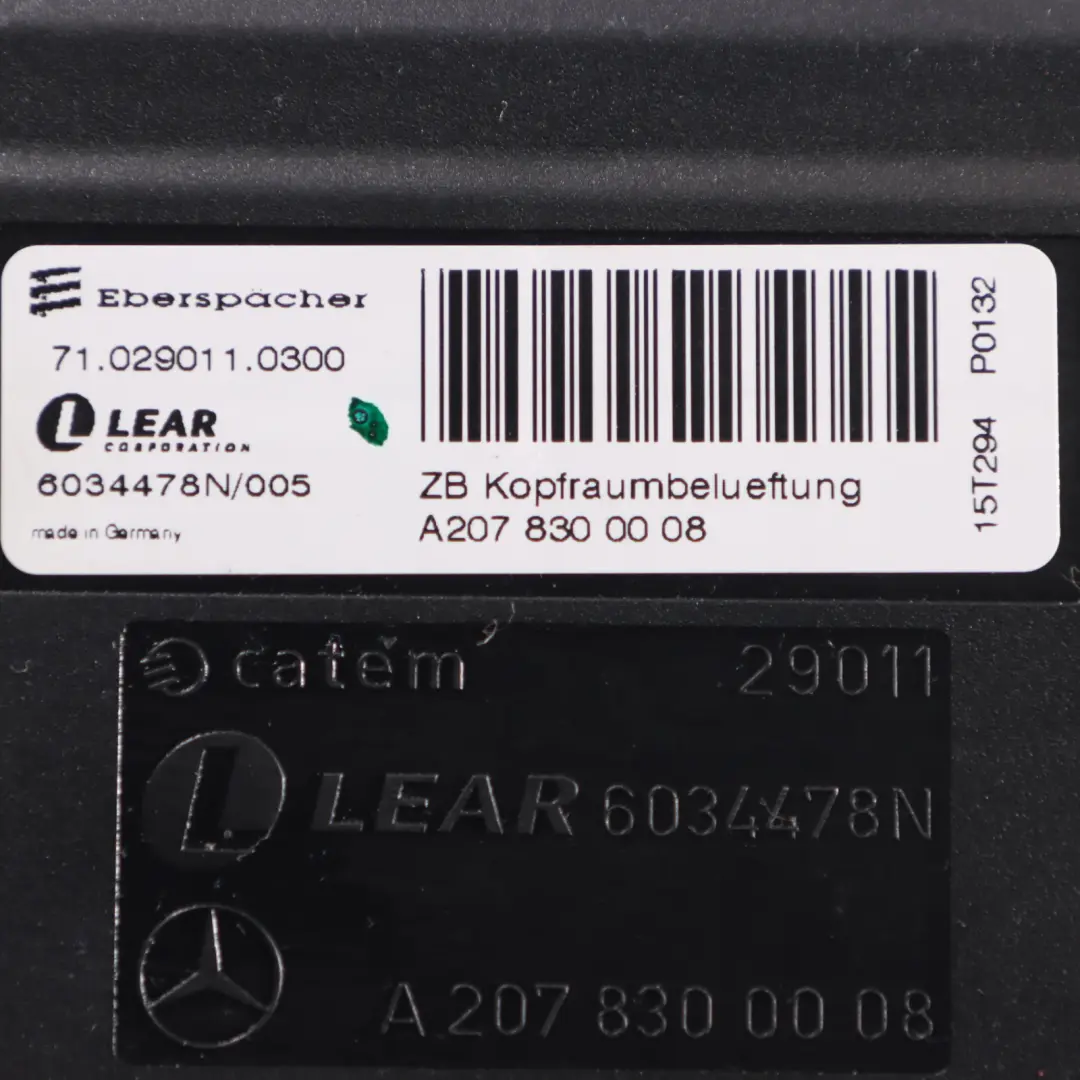 Eberspächer
71.029011.0300
LEAR
CORPORATION
6034478N/005
made in Germany
ZB Kopfraumbelueftung
A207 830 00 08
15T294 P0132
catem 29011
L LEAR 6034478N
A 207 830 00 08